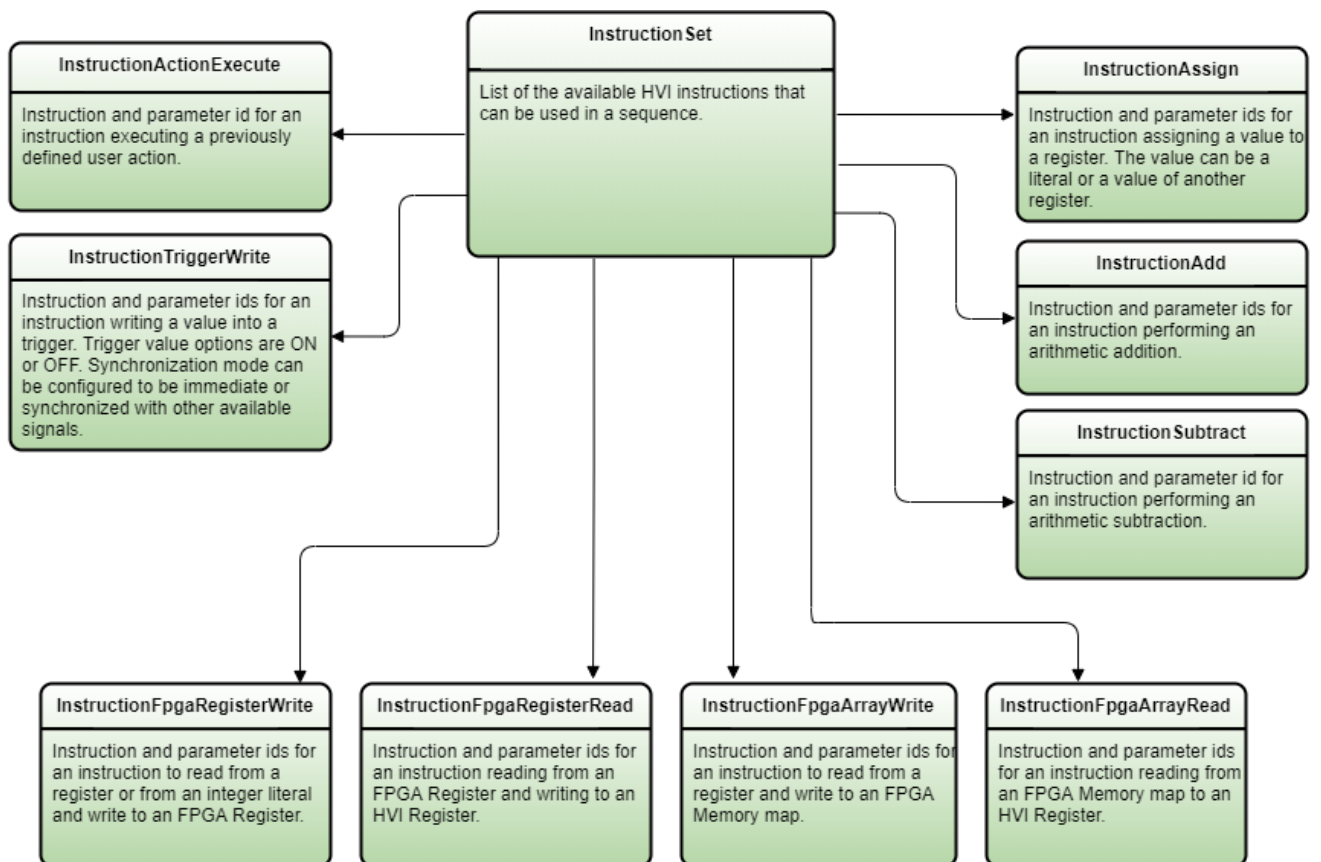 InstructionSet
List of the available HVI instructions that
can be used in a sequence.
InstructionActionExecute
Instruction and parameter id for an
instruction executing a previously
defined user action.
InstructionTriggerWrite
Instruction and parameter ids for an
instruction writing a value into a
trigger. Trigger value options are ON
or OFF. Synchronization mode can
be configured to be immediate or
synchronized with other available
signals.
InstructionAssign
Instruction and parameter ids for
an instruction assigning a value to
a register. The value can be a
literal or a value of another
register.
InstructionAdd
Instruction and parameter ids for
an instruction performing an
arithmetic addition.
InstructionSubtract
Instruction and parameter id for
an instruction performing an
arithmetic subtraction.
InstructionFpgaRegisterWrite
Instruction and parameter ids for
an instruction to read from a
register or from an integer literal
and write to an FPGA Register.
InstructionFpgaRegisterRead
Instruction and parameter ids for
an instruction reading from an
FPGA Register and writing to an
HVI Register.
InstructionFpgaArrayWrite
Instruction and parameter ids for
an instruction to read from a
register and write to an FPGA
Memory map.
InstructionFpgaArrayRead
Instruction and parameter ids
for an instruction reading from
an FPGA Memory map to an
HVI Register.